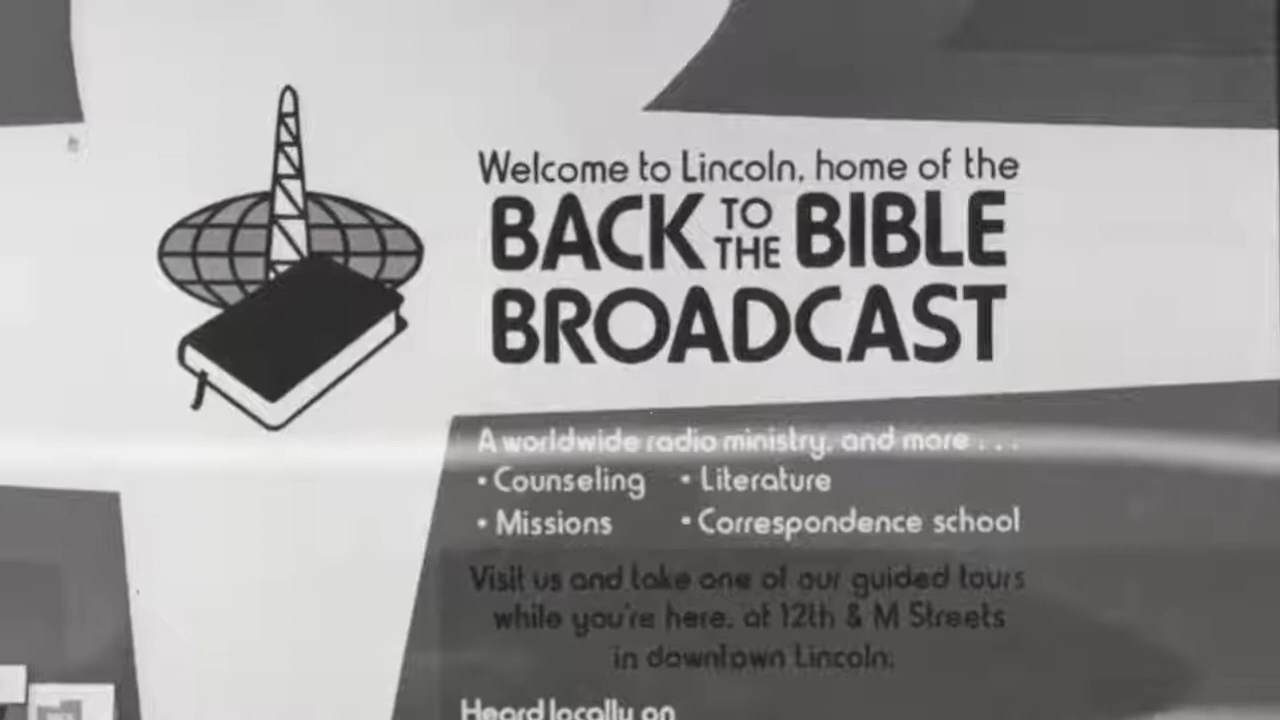 Welcome to Lincoln, home of the
BACK TO THE BIBLE
BROADCAST
A worldwide radio ministry, and more . . .
• Counseling • Literature
• Missions • Correspondence school
Visit us and take one of our guided tours
while you're here, at 12th & M Streets
in downtown Lincoln.
Heard locally on